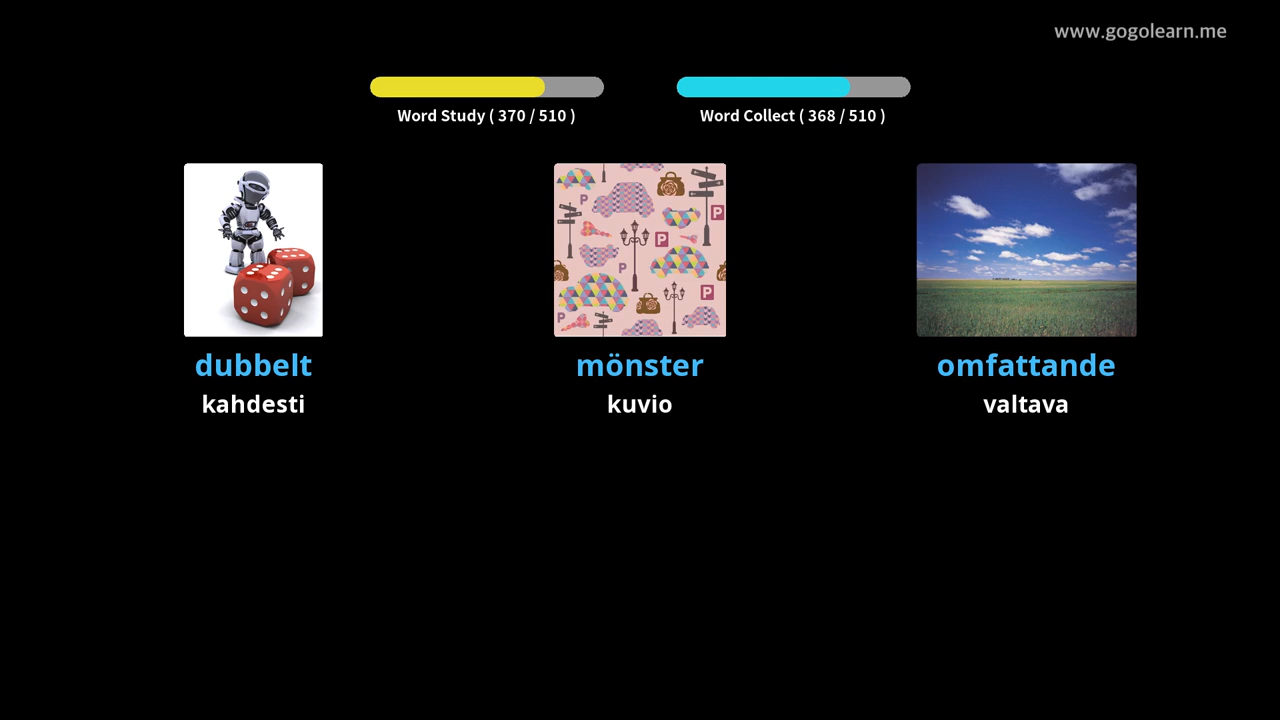 www.gogolearn.me
Word Study ( 370 / 510 )
Word Collect ( 368 / 510 )
P
P
P
P
P
P
dubbelt
mönster
omfattande
kahdesti
kuvio
valtava